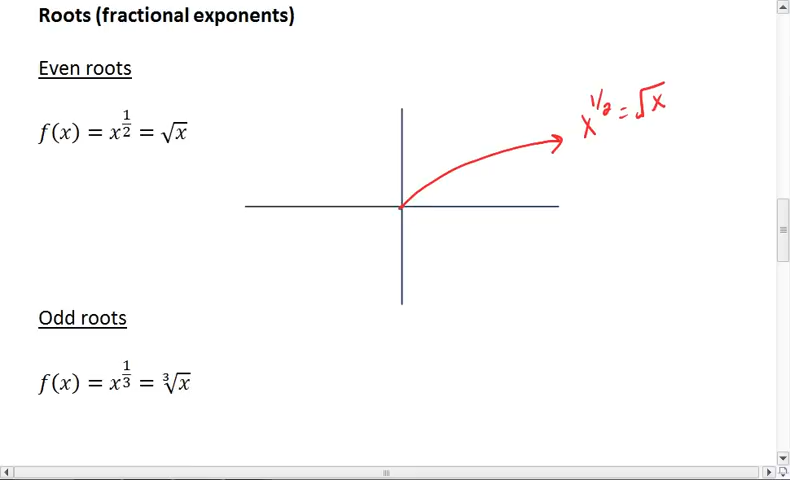 Roots (fractional exponents)
Even roots
f(x) = x^{1/2} = √x
x^{1/2} = √x
Odd roots
f(x) = x^{1/3} = ∛x